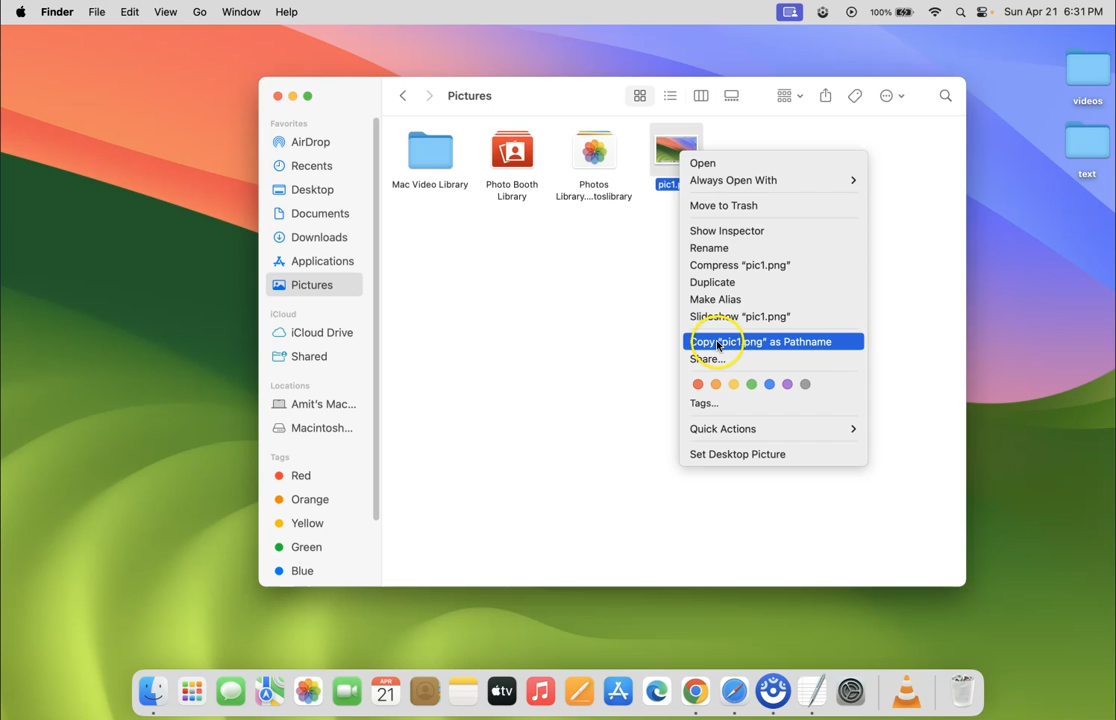 Finder File Edit View Go Window Help 100% Sun Apr 21 6:31 PM
videos
text
Pictures
Favorites
AirDrop
Recents
Desktop
Documents
Downloads
Applications
Pictures
iCloud
iCloud Drive
Shared
Locations
Amit's Mac...
Macintosh...
Tags
Red
Orange
Yellow
Green
Blue
Mac Video Library
Photo Booth
Library
Photos
Library....toslibrary
Open
Always Open With
Move to Trash
Show Inspector
Rename
Compress “pic1.png”
Duplicate
Make Alias
Slideshow “pic1.png”
Copy “pic1.png” as Pathname
Share...
Tags...
Quick Actions
Set Desktop Picture
APR
21
tv